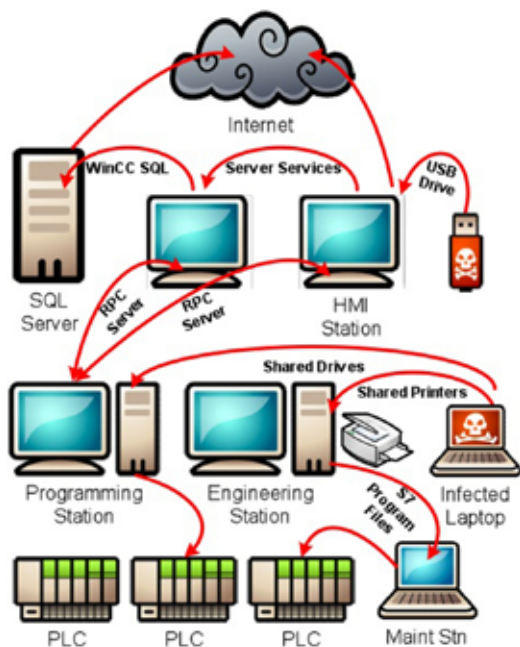 Internet
WinCC SQL
Server Services
USB
Drive
SQL
Server
RPC
Server
RPC
Server
HMI
Station
Shared Drives
Shared Printers
Programming
Station
Engineering
Station
S7
Program
Files
Infected
Laptop
PLC
PLC
PLC
Maint Stn